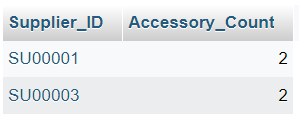 Supplier_ID Accessory_Count
SU00001 2
SU00003 2